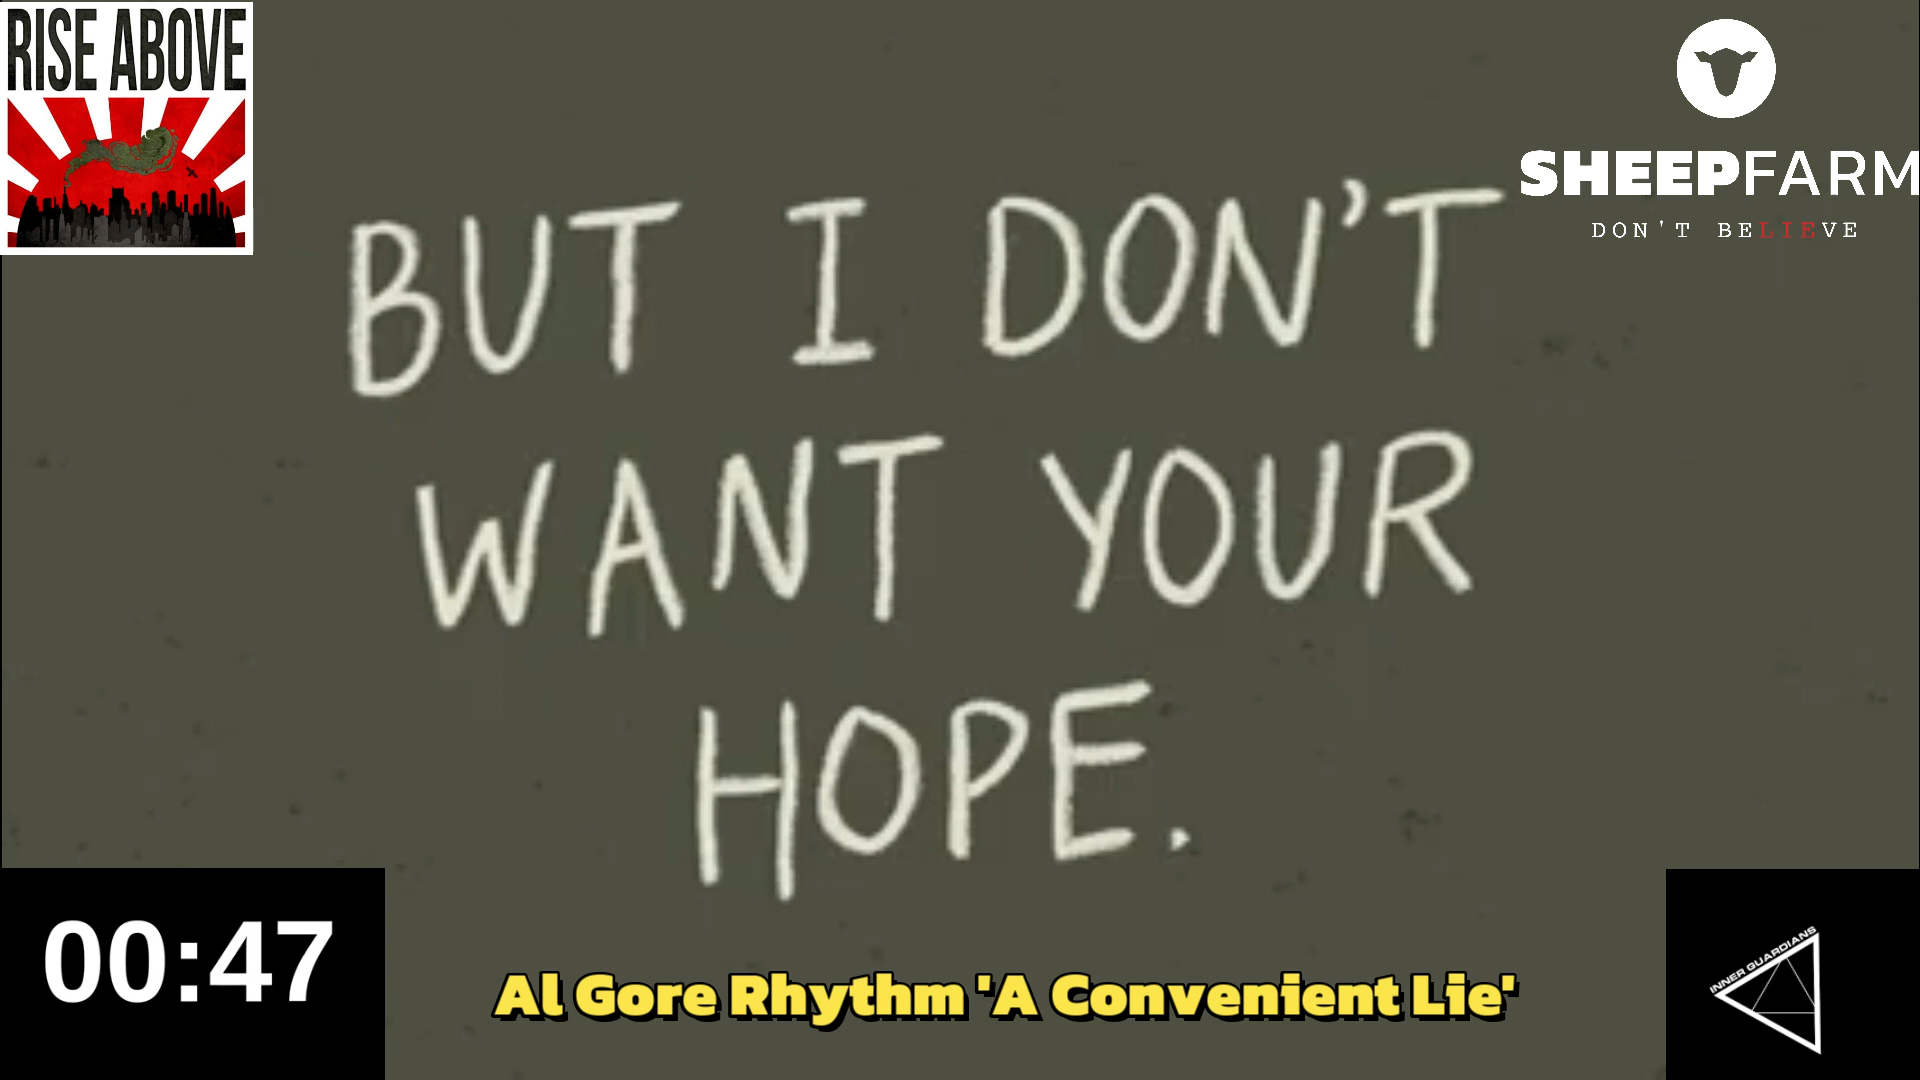 RISE ABOVE
SHEEPFARM
DON'T BELIEVE
BUT I DON'T
WANT YOUR
HOPE.
00:47
Al Gore Rhythm 'A Convenient Lie'
INNER GUARDIANS